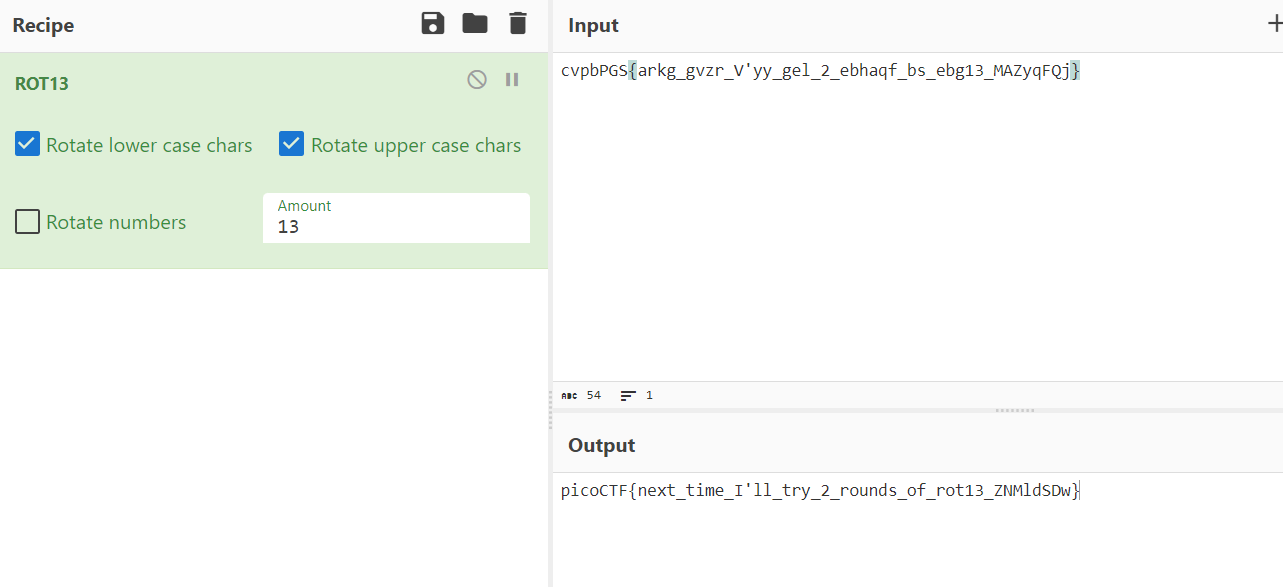 Recipe
Input
ROT13
cvpbPGS{arkg_gvzr_V'yy_gel_2_ebhaqf_bs_ebg13_MAZyqFQj}
Rotate lower case chars
Rotate upper case chars
Rotate numbers
Amount
13
ABC 54 1
Output
picoCTF{next_time_I'll_try_2_rounds_of_rot13_ZNMldSDw}